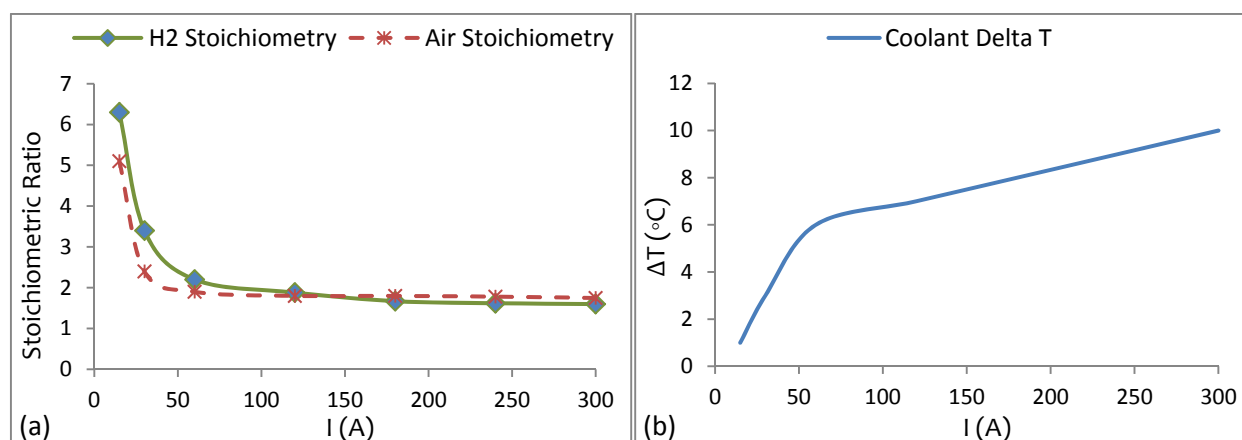 H2 Stoichiometry Air Stoichiometry
7
6
5
4
3
2
1
0
Stoichiometric Ratio
0 50 100 150 200 250 300
(a) I (A)
Coolant Delta T
12
10
8
6
4
2
0
ΔT (◦C)
0 50 100 150 200 250 300
(b) I (A)